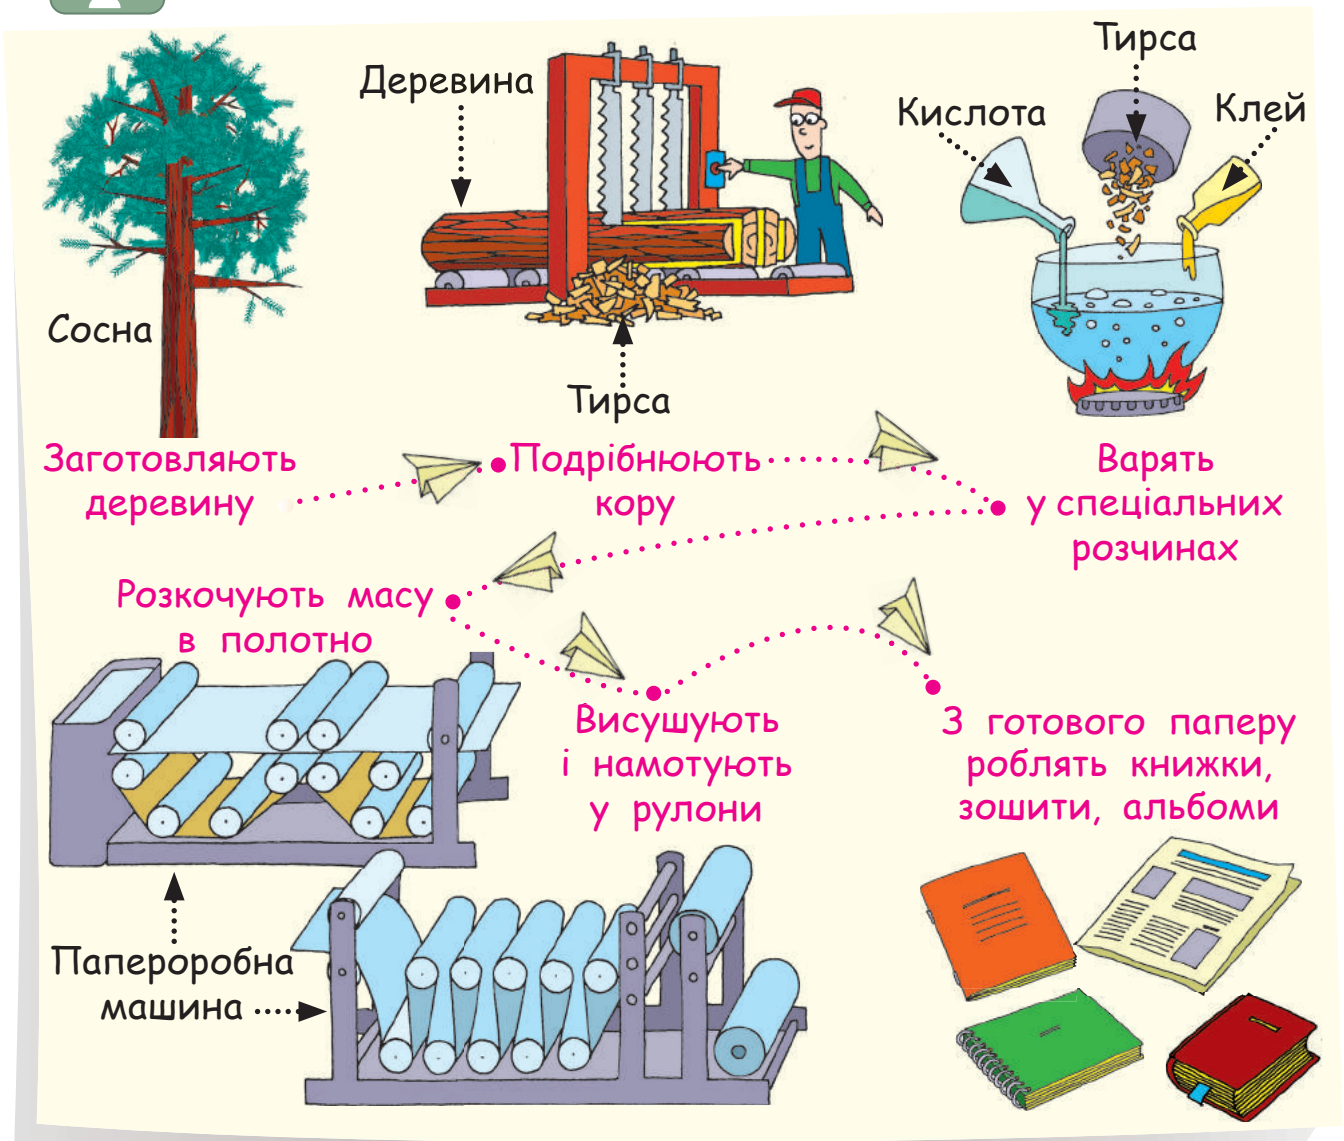 Сосна
Деревина
Тирса
Кислота
Тирса
Клей
Заготовляють
деревину
Подрібнюють
кору
Варять
у спеціальних
розчинах
Розкочують масу
в полотно
Висушують
і намотують
у рулони
З готового паперу
роблять книжки,
зошити, альбоми
Папероробна
машина